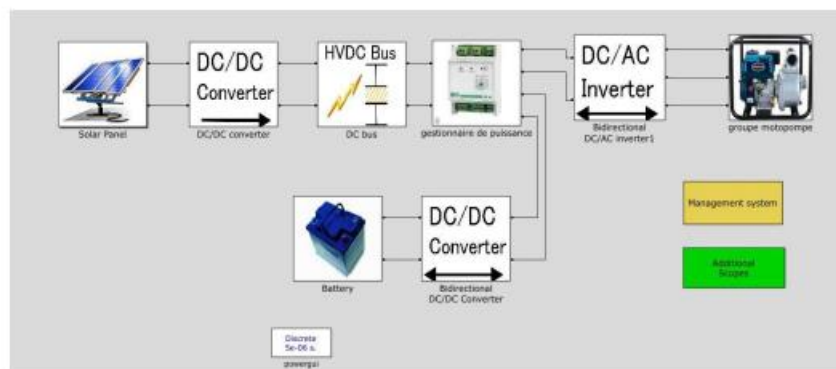 DC/DC
Converter
HVDC Bus
DC/AC
Inverter
Solar Panel
DC/DC converter
DC bus
gestionnaire de puissance
Bidirectional
DC/AC inverter1
groupe motopompe
DC/DC
Converter
Battery
Bidirectional
DC/DC Converter
Management system
Additional
Scopes
Discrete
5e-06 s.
powergui